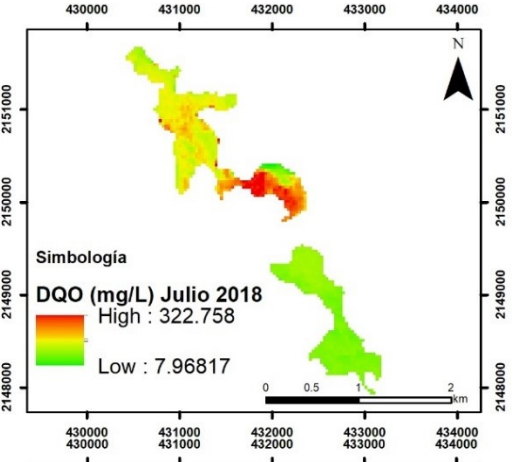 430000 431000 432000 433000 434000
N
2151000 2151000
2150000 2150000
2149000 2149000
2148000 2148000
Simbología
DQO (mg/L) Julio 2018
High : 322.758
Low : 7.96817
0 0.5 1 2
km
430000 431000 432000 433000 434000
430000 431000 432000 433000 434000